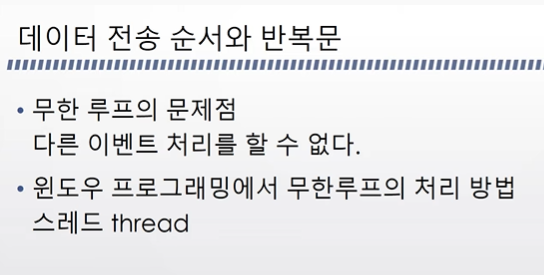 데이터 전송 순서와 반복문
• 무한 루프의 문제점
다른 이벤트 처리를 할 수 없다.
• 윈도우 프로그래밍에서 무한루프의 처리 방법
스레드 thread